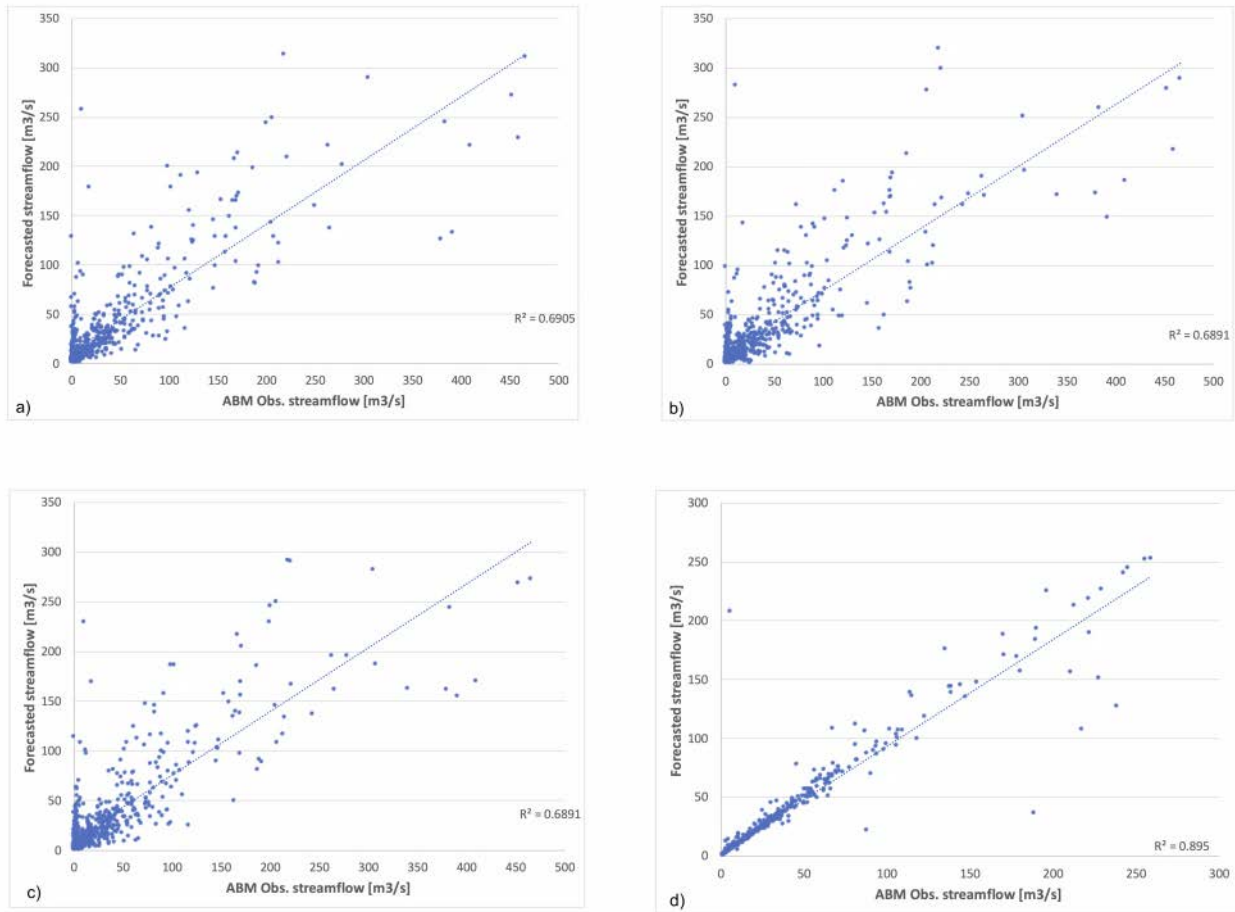 350
300
250
200
150
100
50
0
Forecasted streamflow [m3/s]
R² = 0.6905
0 50 100 150 200 250 300 350 400 450 500
a) ABM Obs. streamflow [m3/s]
350
300
250
200
150
100
50
0
Forecasted streamflow [m3/s]
R² = 0.6891
0 50 100 150 200 250 300 350 400 450 500
b) ABM Obs. streamflow [m3/s]
350
300
250
200
150
100
50
0
Forecasted streamflow [m3/s]
R² = 0.6891
0 50 100 150 200 250 300 350 400 450 500
c) ABM Obs. streamflow [m3/s]
300
250
200
150
100
50
0
Forecasted streamflow [m3/s]
R² = 0.895
0 50 100 150 200 250 300
d) ABM Obs. streamflow [m3/s]